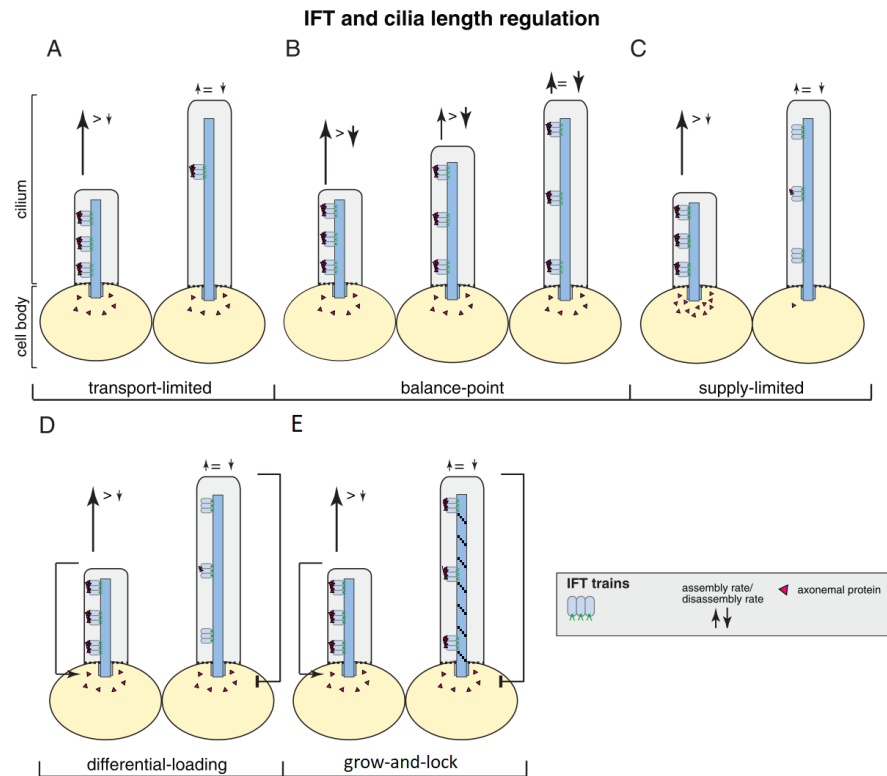 IFT and cilia length regulation
A
B
C
= 
>
= 
>
>
= 
>
= 
cilium
cell body
transport-limited
balance-point
supply-limited
D
E
>
= 
>
= 
IFT trains
assembly rate/
disassembly rate
axonemal protein
differential-loading
grow-and-lock